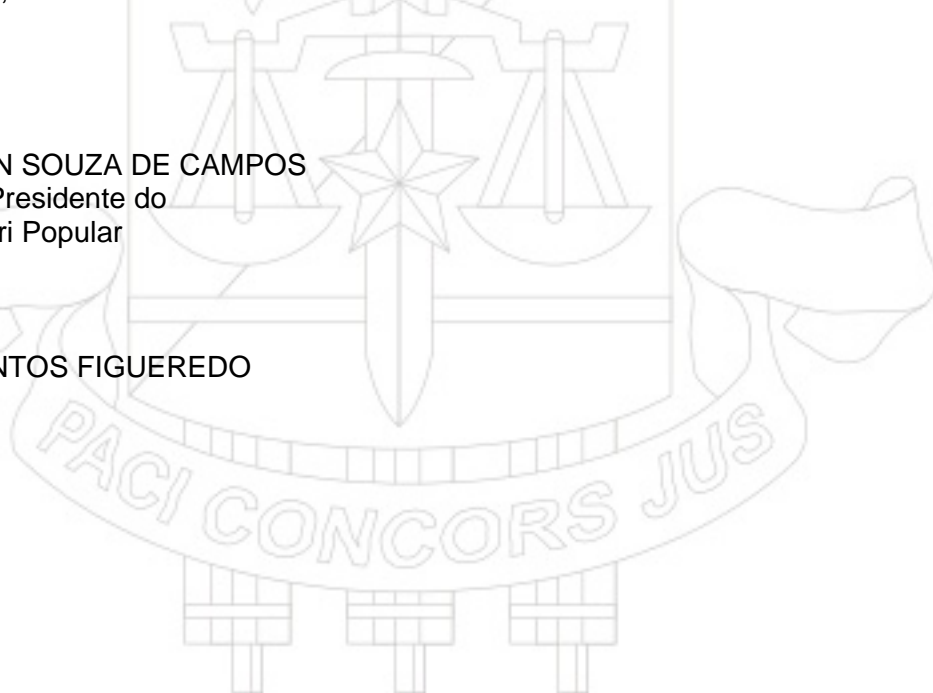 N SOUZA DE CAMPOS
Presidente do
ri Popular
NTOS FIGUEREDO
PACI CONCORS JUS